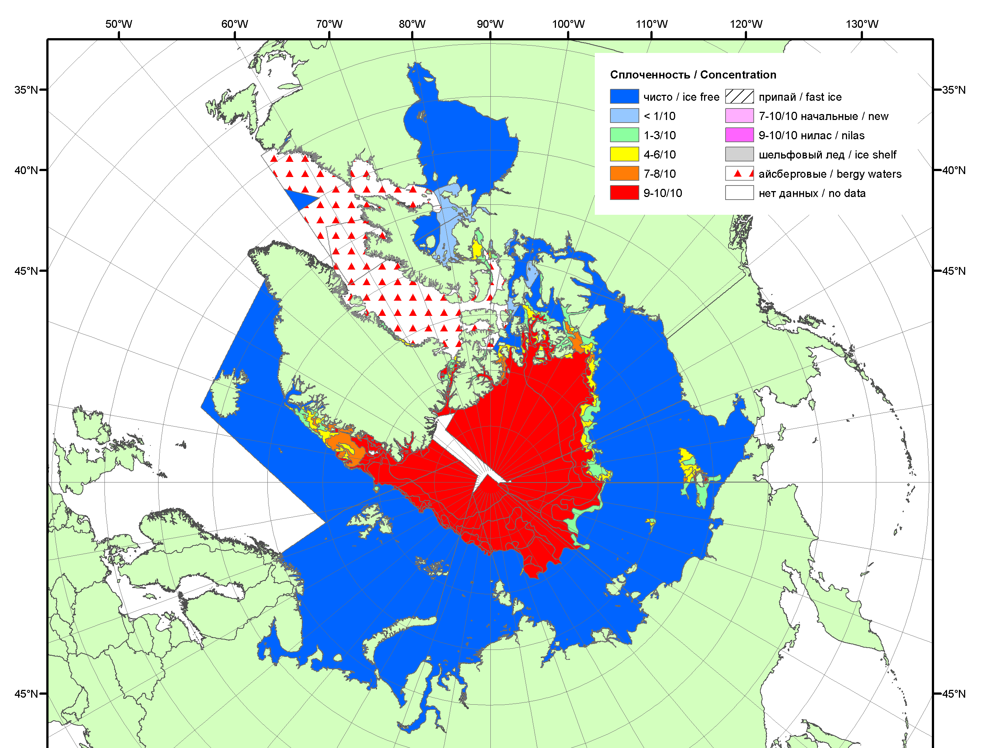 50°W 60°W 70°W 80°W 90°W 100°W 110°W 120°W 130°W
Сплоченность / Concentration
35°N 35°N
чисто / ice free припай / fast ice
< 1/10 7-10/10 начальные / new
1-3/10 9-10/10 нилас / nilas
4-6/10 шельфовый лед / ice shelf
40°N 40°N
7-8/10 айсберговые / bergy waters
9-10/10 нет данных / no data
45°N 45°N
45°N 45°N